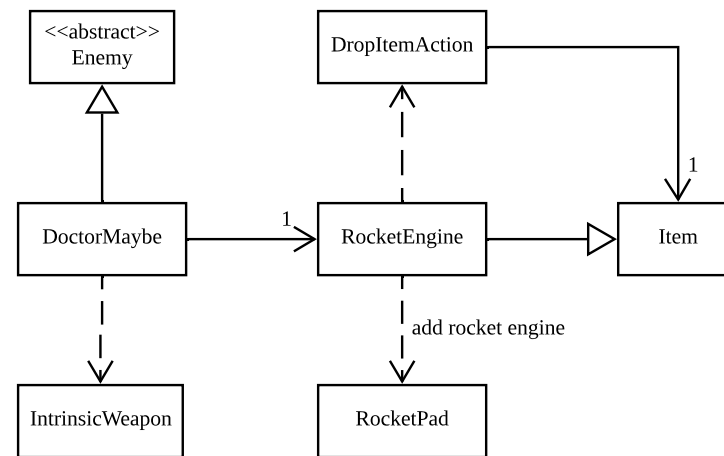 <<abstract>>
Enemy
DropItemAction
1
DoctorMaybe
1
RocketEngine
Item
add rocket engine
IntrinsicWeapon
RocketPad